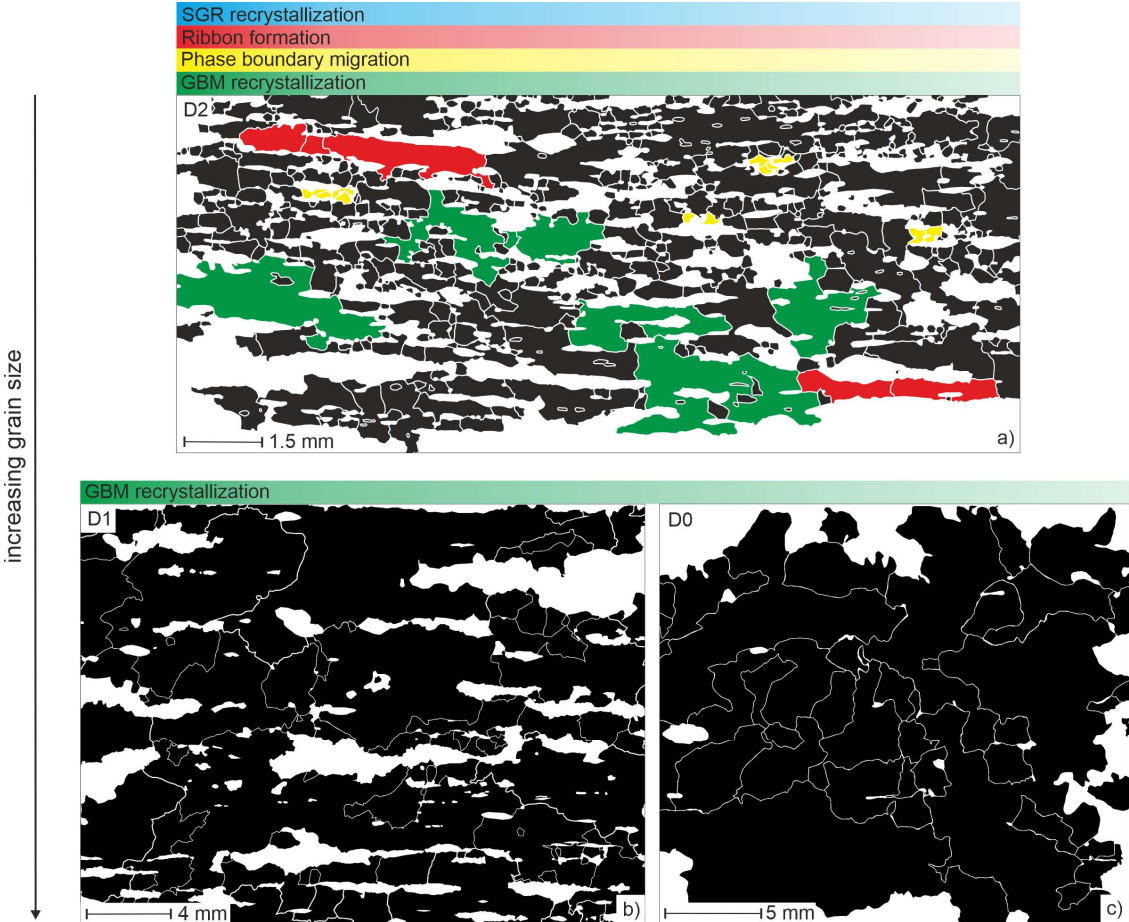 SGR recrystallization
Ribbon formation
Phase boundary migration
GBM recrystallization
D2
1.5 mm
a)
increasing grain size
GBM recrystallization
D1
D0
4 mm
b)
5 mm
c)